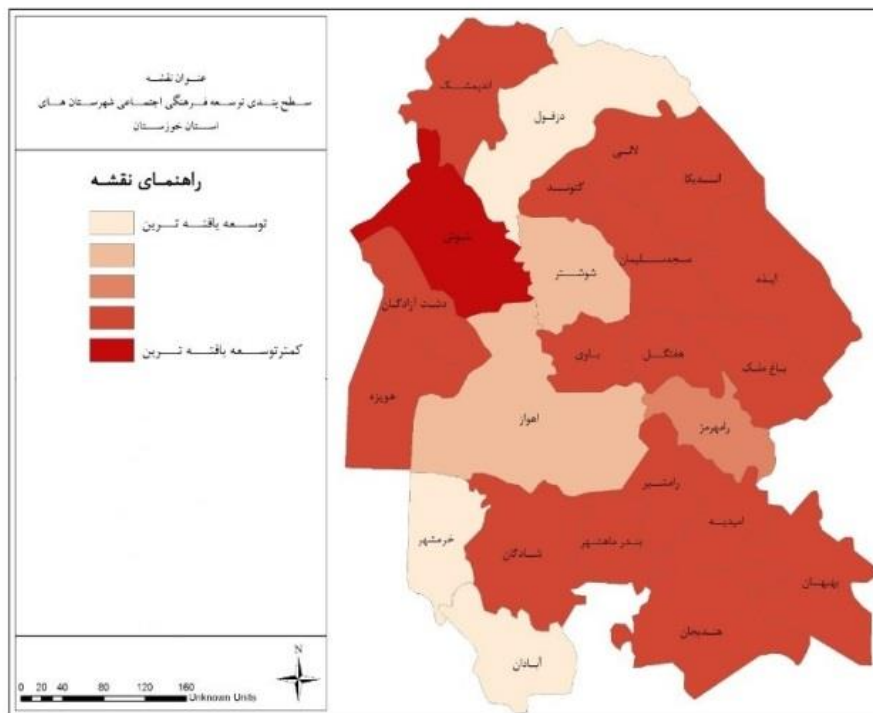 عنوان نقشه
سطح بندی توسعه فرهنگی اجتماعی شهرستان های
استان خوزستان
راهنمای نقشه
توسعه یافته ترین
کمترتوسعه یافته ترین
0 20 40 80 120 160
Unknown Units
N
اندیمشک
دزفول
لالی
اندیکا
گتوند
شوش
شوشتر
مسجدسلیمان
ایذه
دشت آزادگان
باوی
هفتگل
باغ ملک
هویزه
اهواز
رامهرمز
رامشیر
امیدیه
خرمشهر
شادگان
بندر ماهشهر
بهبهان
هندیجان
آبادان